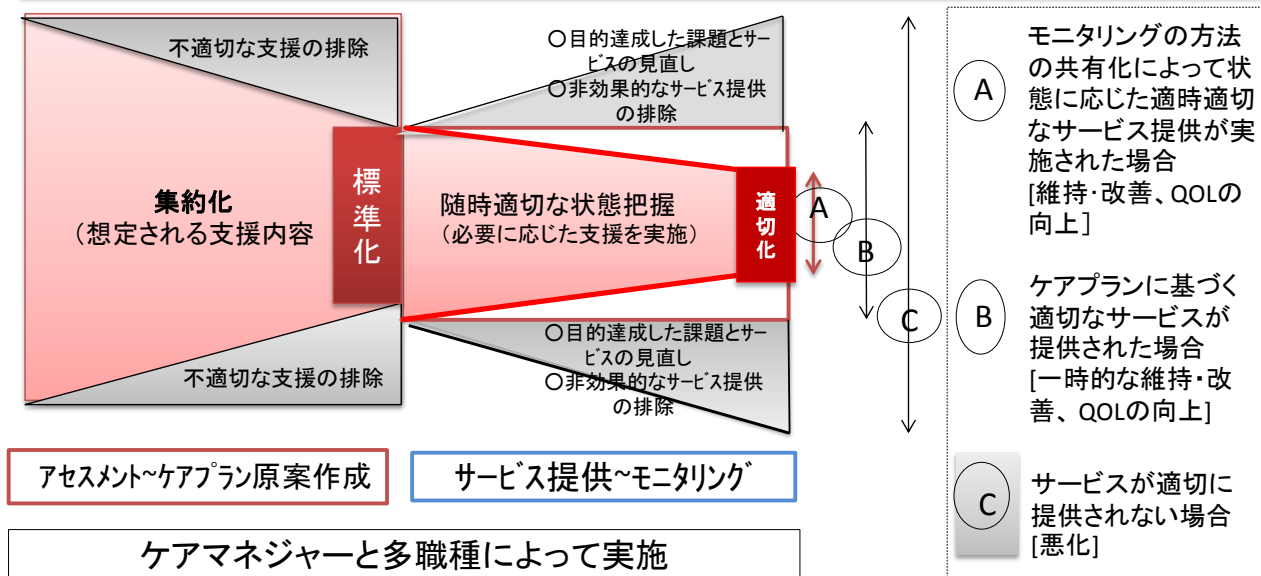 不適切な支援の排除
集約化
（想定される支援内容
不適切な支援の排除
標準化
〇目的達成した課題とサー
ビスの見直し
〇非効果的なサービス提供
の排除
随時適切な状態把握
（必要に応じた支援を実施）
適切化
〇目的達成した課題とサー
ビスの見直し
〇非効果的なサービス提供
の排除
A
B
C
アセスメント~ケアプラン原案作成
サービス提供~モニタリング
ケアマネジャーと多職種によって実施
A
モニタリングの方法
の共有化によって状
態に応じた適時適切
なサービス提供が実
施された場合
[維持・改善、QOLの
向上］
B
ケアプランに基づく
適切なサービスが
提供された場合
[一時的な維持・改
善、QOLの向上]
C
サービスが適切に
提供されない場合
[悪化]